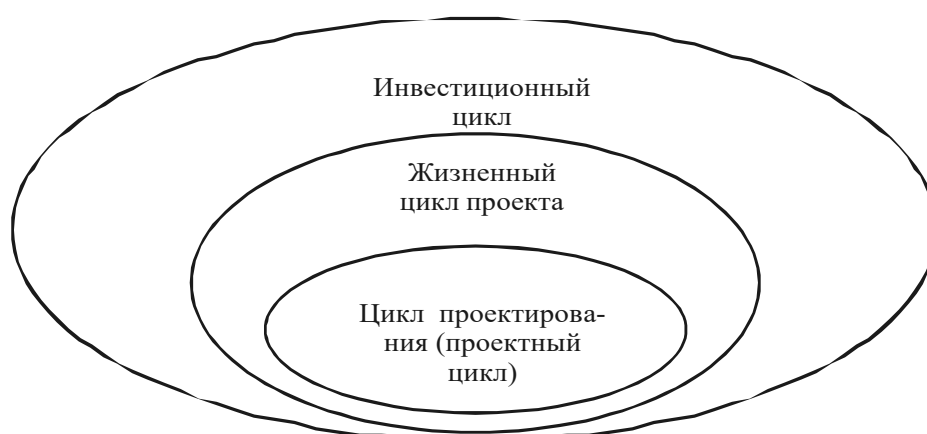 Инвестиционный
цикл
Жизненный
цикл проекта
Цикл проектирова-
ния (проектный
цикл)